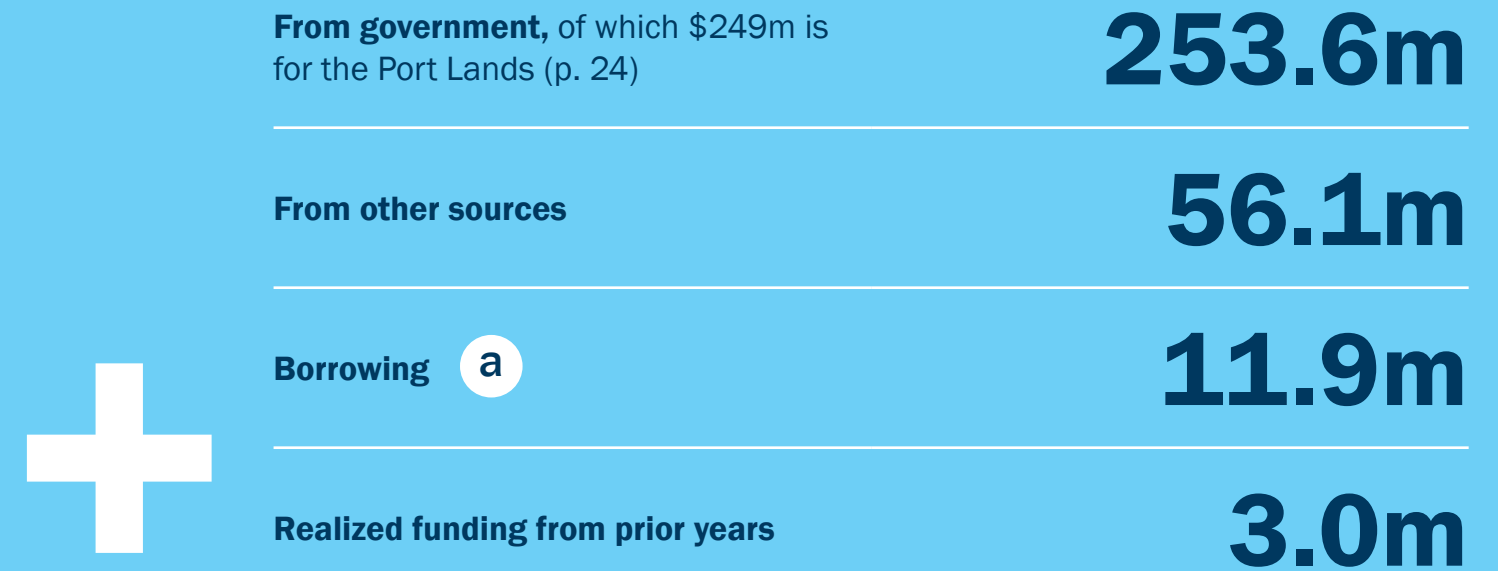 From government, of which $249m is
for the Port Lands (p. 24)
253.6m
From other sources
56.1m
Borrowing a
11.9m
Realized funding from prior years
3.0m